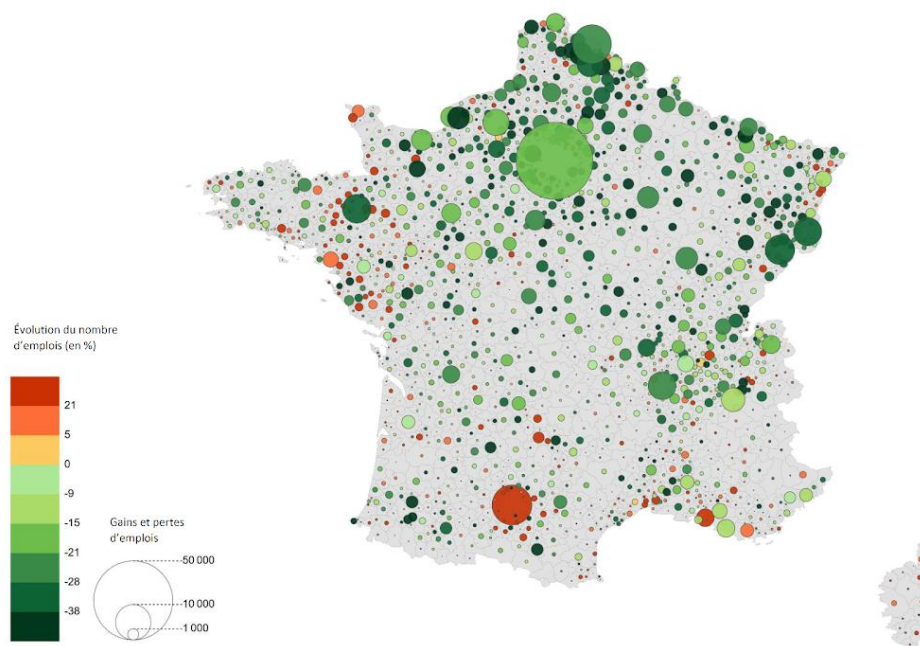 Évolution du nombre
d'emplois (en %)
21
5
0
-9
-15
-21
-28
-38
Gains et pertes
d'emplois
50 000
10 000
1 000